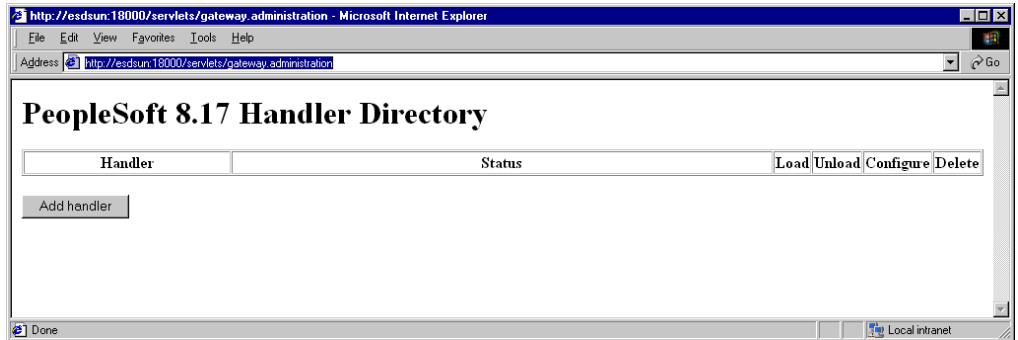 http://esdsun:18000/servlets/gateway.administration - Microsoft Internet Explorer
File Edit View Favorites Tools Help
Address http://esdsun:18000/servlets/gateway.administration Go
PeopleSoft 8.17 Handler Directory
Handler Status Load Unload Configure Delete
Add handler
Done Local intranet